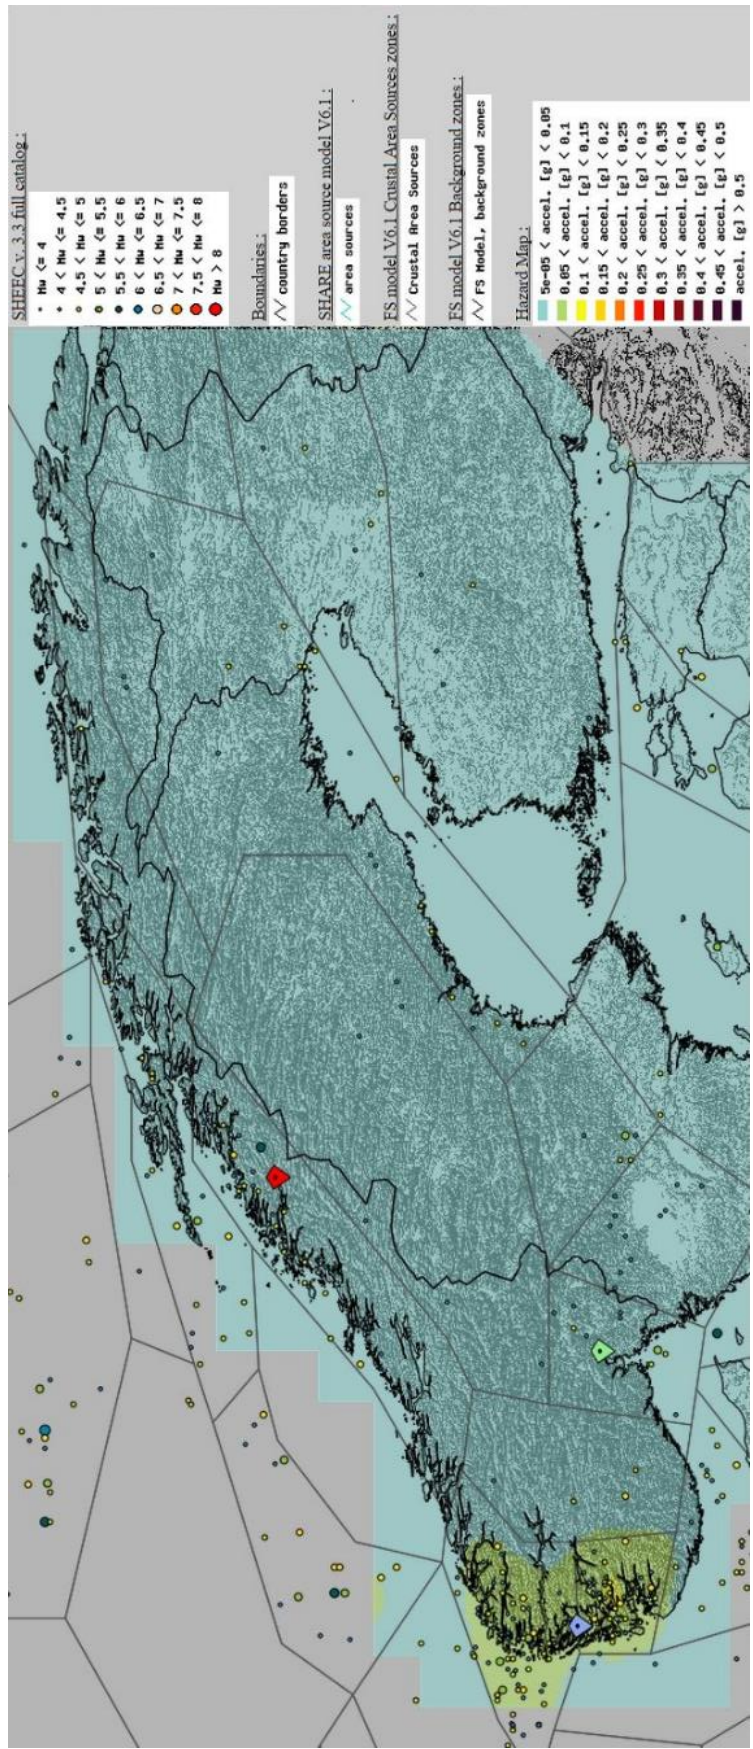 SHEEC v. 3.3 full catalog :
Mw <= 4
4 < Mw <= 4.5
4.5 < Mw <= 5
5 < Mw <= 5.5
5.5 < Mw <= 6
6 < Mw <= 6.5
6.5 < Mw <= 7
7 < Mw <= 7.5
7.5 < Mw <= 8
Mw > 8
Boundaries :
country borders
SHARE area source model V6.1 :
area sources
FS model V6.1 Crustal Area Sources zones :
Crustal Area Sources
FS model V6.1 Background zones :
FS Model, background zones
Hazard Map :
5e-05 < accel. [g] < 0.05
0.05 < accel. [g] < 0.1
0.1 < accel. [g] < 0.15
0.15 < accel. [g] < 0.2
0.2 < accel. [g] < 0.25
0.25 < accel. [g] < 0.3
0.3 < accel. [g] < 0.35
0.35 < accel. [g] < 0.4
0.4 < accel. [g] < 0.45
0.45 < accel. [g] < 0.5
accel. [g] > 0.5